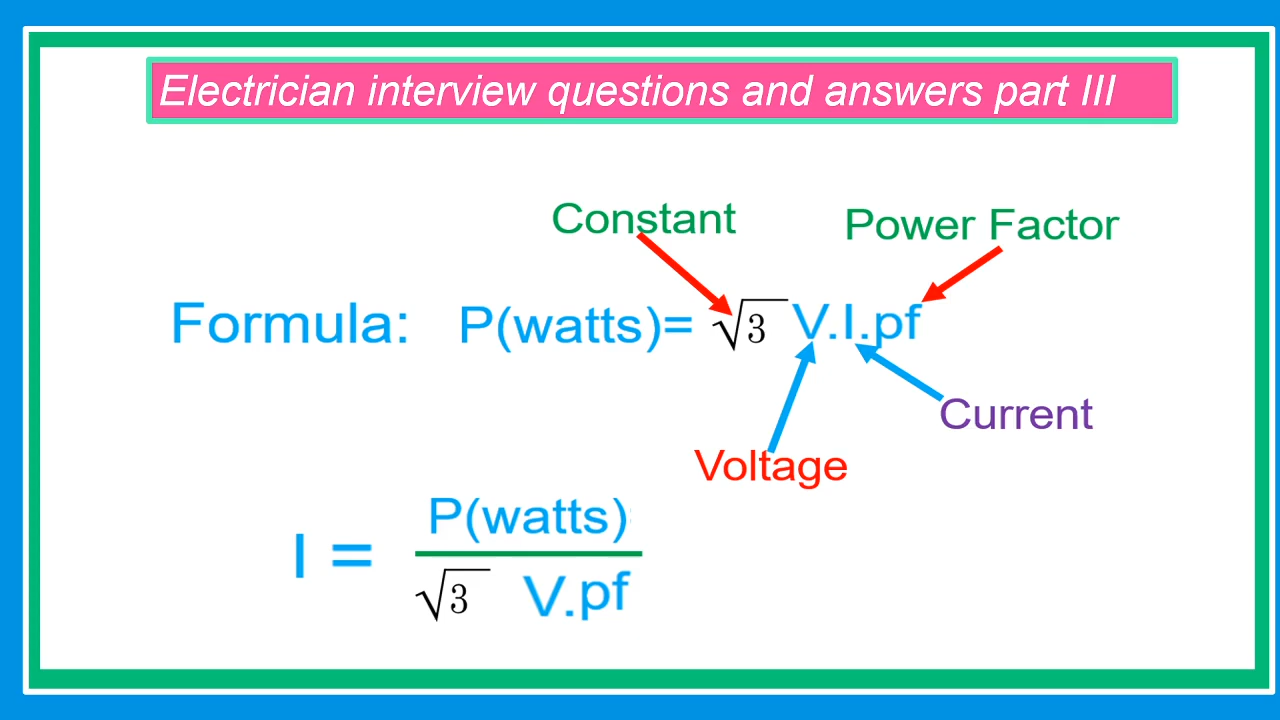 Electrician interview questions and answers part III
Constant
Power Factor
Formula: P(watts)= √3 V.I.pf
Current
Voltage
P(watts)
I =
√3 V.pf